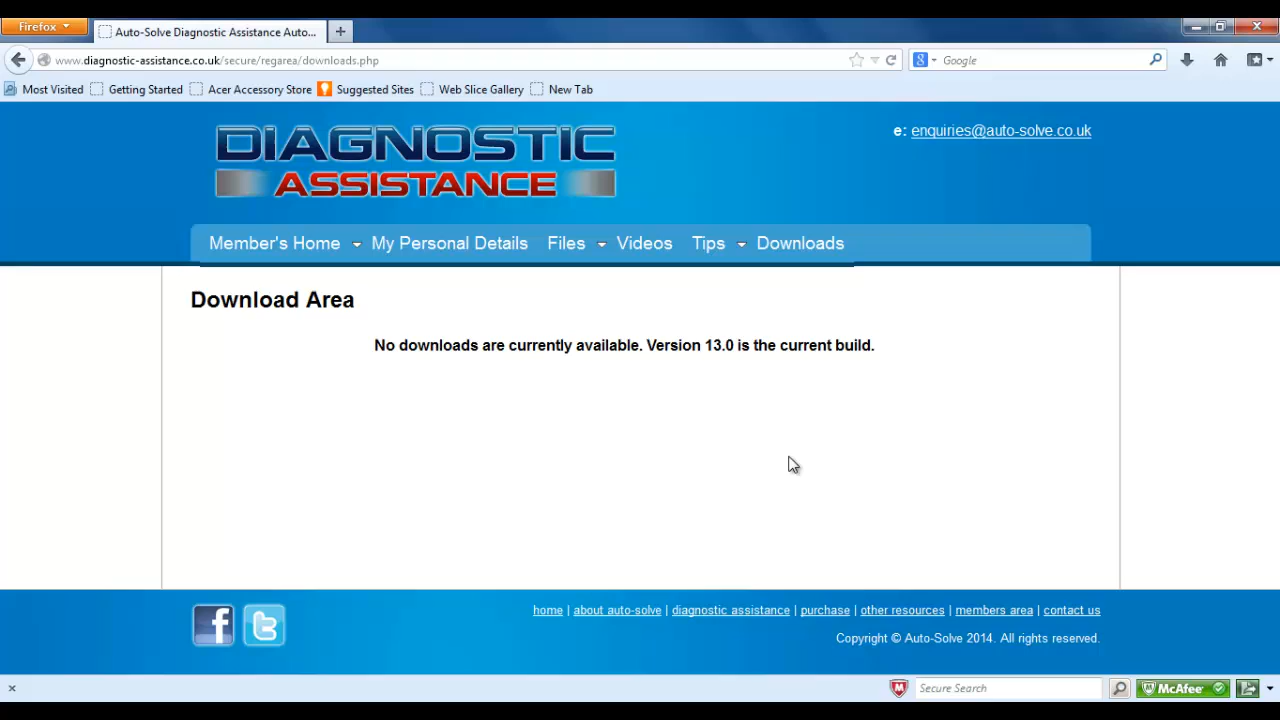 Firefox
Auto-Solve Diagnostic Assistance Auto...
www.diagnostic-assistance.co.uk/secure/regarea/downloads.php
Google
Most Visited Getting Started Acer Accessory Store Suggested Sites Web Slice Gallery New Tab
DIAGNOSTIC
ASSISTANCE
e: enquiries@auto-solve.co.uk
Member's Home My Personal Details Files Videos Tips Downloads
Download Area
No downloads are currently available. Version 13.0 is the current build.
home | about auto-solve | diagnostic assistance | purchase | other resources | members area | contact us
Copyright © Auto-Solve 2014. All rights reserved.
Secure Search
McAfee